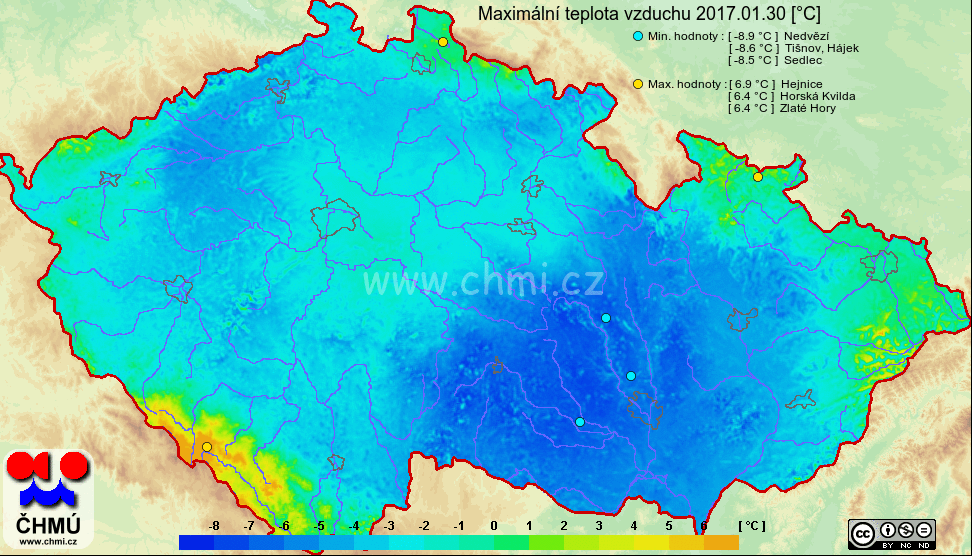 Maximální teplota vzduchu 2017.01.30 [°C]
Min. hodnoty : [ -8.9 °C ] Nedvězí
[ -8.6 °C ] Tišnov, Hájek
[ -8.5 °C ] Sedlec
Max. hodnoty : [ 6.9 °C ] Hejnice
[ 6.4 °C ] Horská Kvilda
[ 6.4 °C ] Zlaté Hory
www.chmi.cz
ČHMÚ
www.chmi.cz
-8 -7 -6 -5 -4 -3 -2 -1 0 1 2 3 4 5 6 [ °C ]
cc
BY NC ND